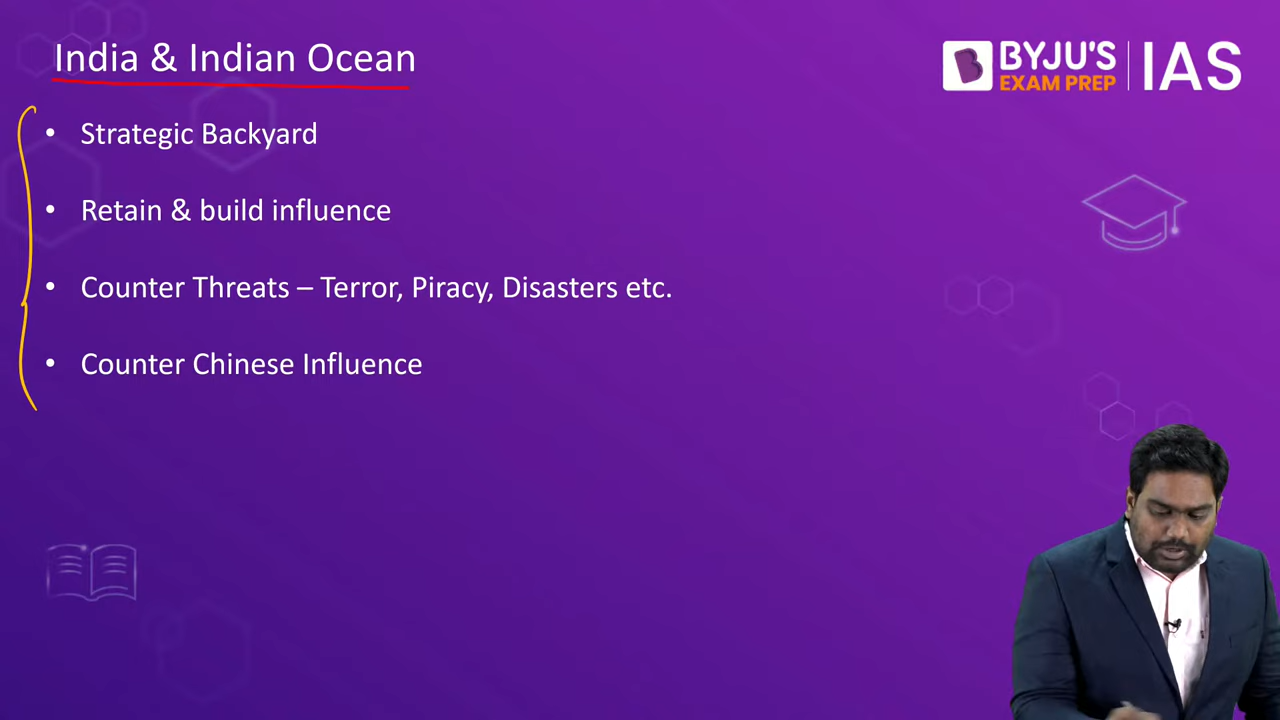 India & Indian Ocean
BYJU'S
EXAM PREP
IAS
• Strategic Backyard
• Retain & build influence
• Counter Threats – Terror, Piracy, Disasters etc.
• Counter Chinese Influence